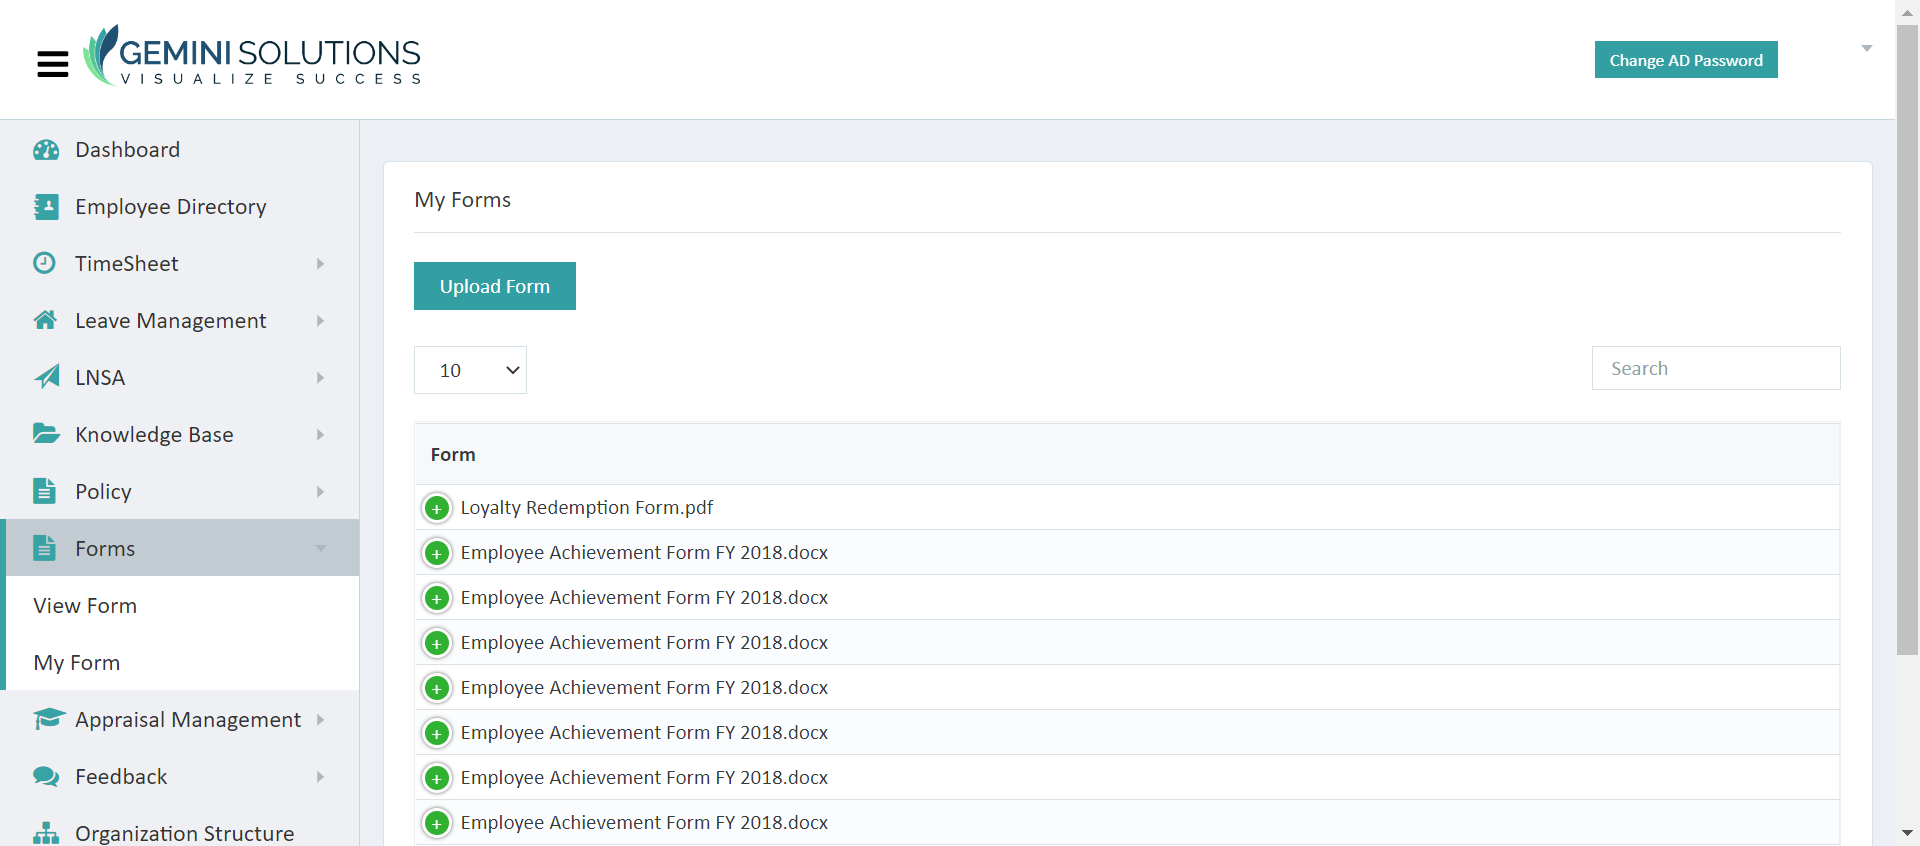 GEMINI SOLUTIONS
VISUALIZE SUCCESS
Change AD Password
Dashboard
Employee Directory
TimeSheet
Leave Management
LNSA
Knowledge Base
Policy
Forms
View Form
My Form
Appraisal Management
Feedback
Organization Structure
My Forms
Upload Form
10
Search
Form
Loyalty Redemption Form.pdf
Employee Achievement Form FY 2018.docx
Employee Achievement Form FY 2018.docx
Employee Achievement Form FY 2018.docx
Employee Achievement Form FY 2018.docx
Employee Achievement Form FY 2018.docx
Employee Achievement Form FY 2018.docx
Employee Achievement Form FY 2018.docx